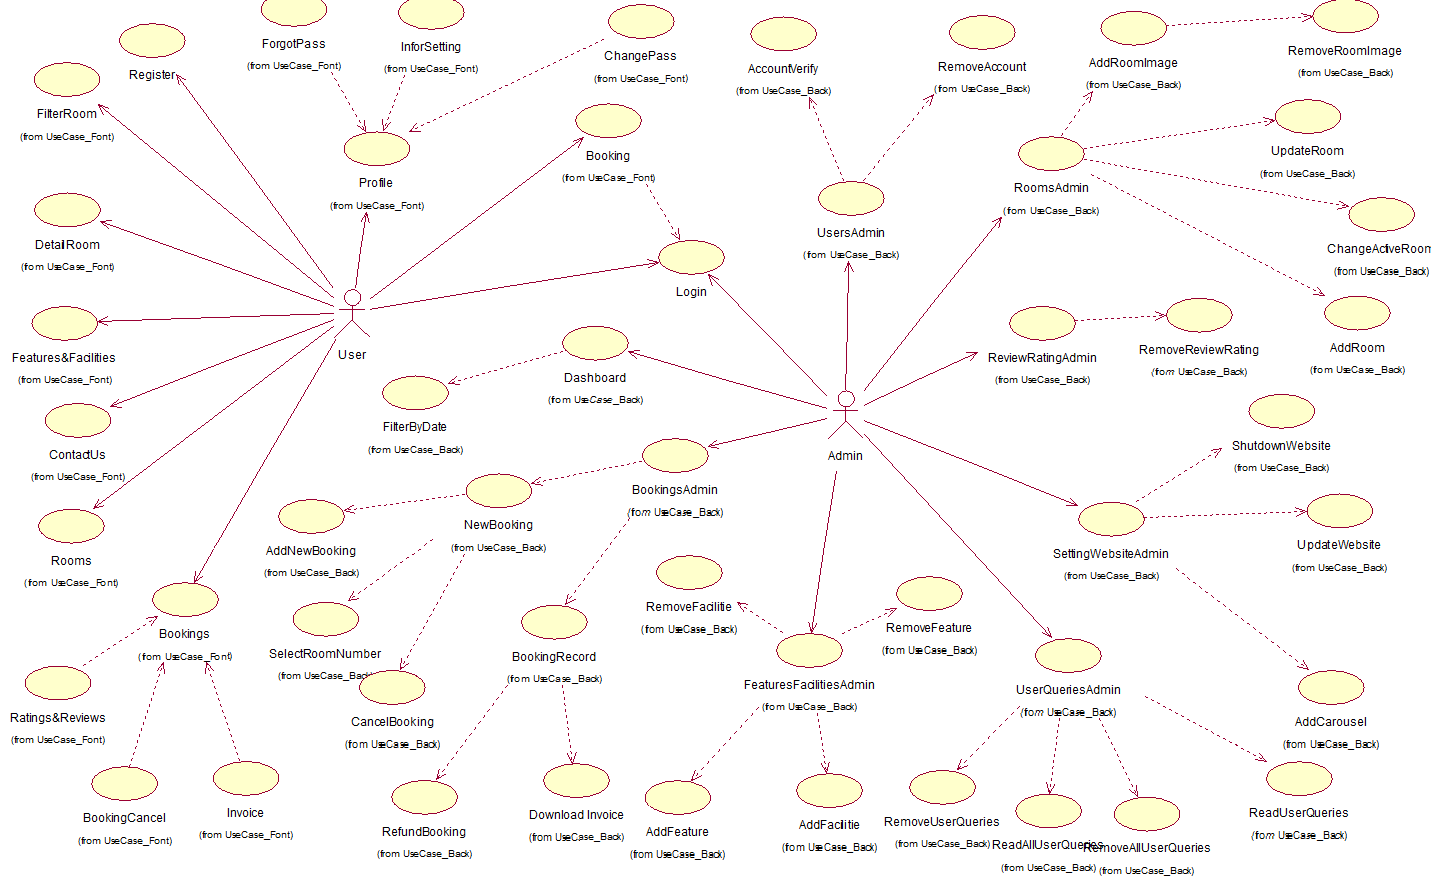 ForgotPass
(from UseCase_Font)
InforSetting
(from UseCase_Font)
ChangePass
(from UseCase_Font)
Register
FilterRoom
(from UseCase_Font)
AccountVerify
(from UseCase_Back)
RemoveAccount
(from UseCase_Back)
AddRoomImage
(from UseCase_Back)
RemoveRoomImage
(from UseCase_Back)
Profile
(from UseCase_Font)
Booking
(from UseCase_Font)
UpdateRoom
(from UseCase_Back)
RoomsAdmin
(from UseCase_Back)
UsersAdmin
(from UseCase_Back)
DetailRoom
(from UseCase_Font)
ChangeActiveRoom
(from UseCase_Back)
Login
User
Features&Facilities
(from UseCase_Font)
Dashboard
(from UseCase_Back)
ReviewRatingAdmin
(from UseCase_Back)
RemoveReviewRating
(from UseCase_Back)
AddRoom
(from UseCase_Back)
FilterByDate
(from UseCase_Back)
Admin
ContactUs
(from UseCase_Font)
ShutdownWebsite
(from UseCase_Back)
BookingsAdmin
(from UseCase_Back)
NewBooking
(from UseCase_Back)
AddNewBooking
(from UseCase_Back)
SettingWebsiteAdmin
(from UseCase_Back)
UpdateWebsite
(from UseCase_Back)
Rooms
(from UseCase_Font)
RemoveFacilitie
(from UseCase_Back)
RemoveFeature
(from UseCase_Back)
Bookings
(from UseCase_Font)
SelectRoomNumber
(from UseCase_Back)
BookingRecord
(from UseCase_Back)
FeaturesFacilitiesAdmin
(from UseCase_Back)
UserQueriesAdmin
(from UseCase_Back)
Ratings&Reviews
(from UseCase_Font)
CancelBooking
(from UseCase_Back)
AddCarousel
(from UseCase_Back)
BookingCancel
(from UseCase_Font)
Invoice
(from UseCase_Font)
RefundBooking
(from UseCase_Back)
Download Invoice
(from UseCase_Back)
AddFeature
(from UseCase_Back)
AddFacilitie
(from UseCase_Back)
RemoveUserQueries
(from UseCase_Back)
ReadAllUserQueries
(from UseCase_Back)
RemoveAllUserQueries
(from UseCase_Back)
ReadUserQueries
(from UseCase_Back)